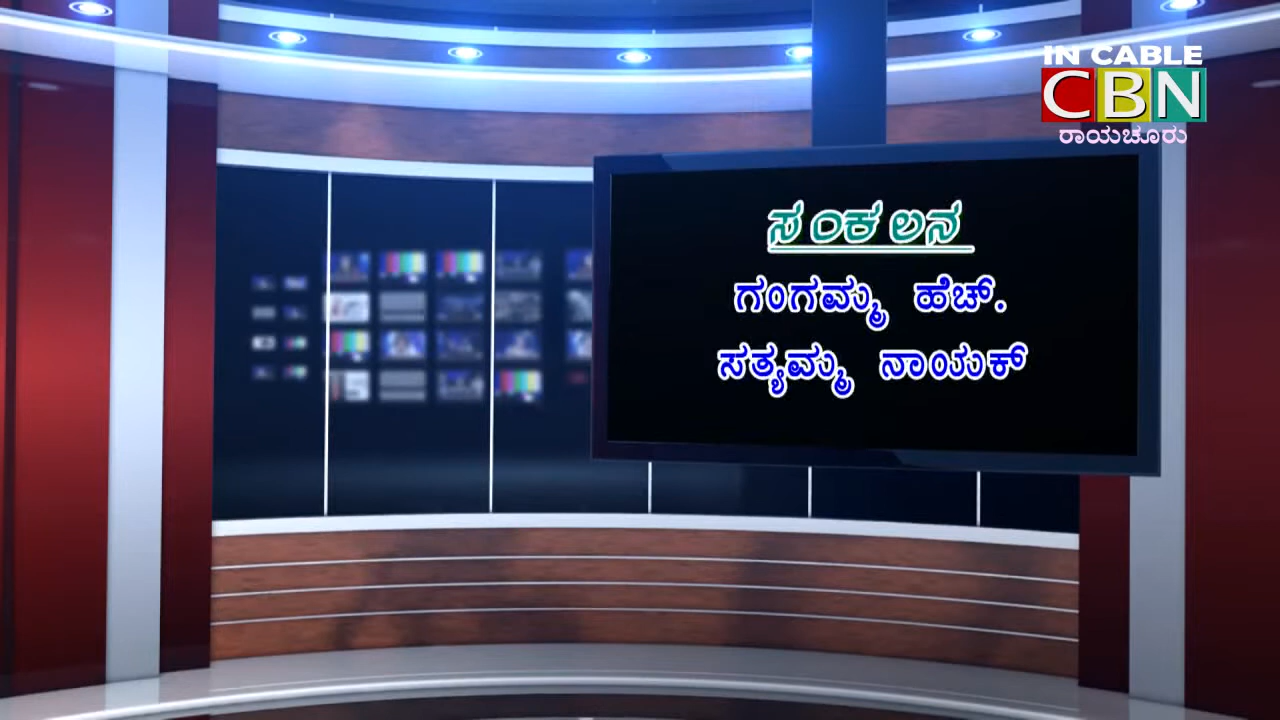 IN CABLE
CBN
ರಾಯಚೂರು
ಸಂಕಲನ
ಗಂಗಮ್ಮ ಹೆಚ್.
ಸತ್ಯಮ್ಮ ನಾಯಕ್